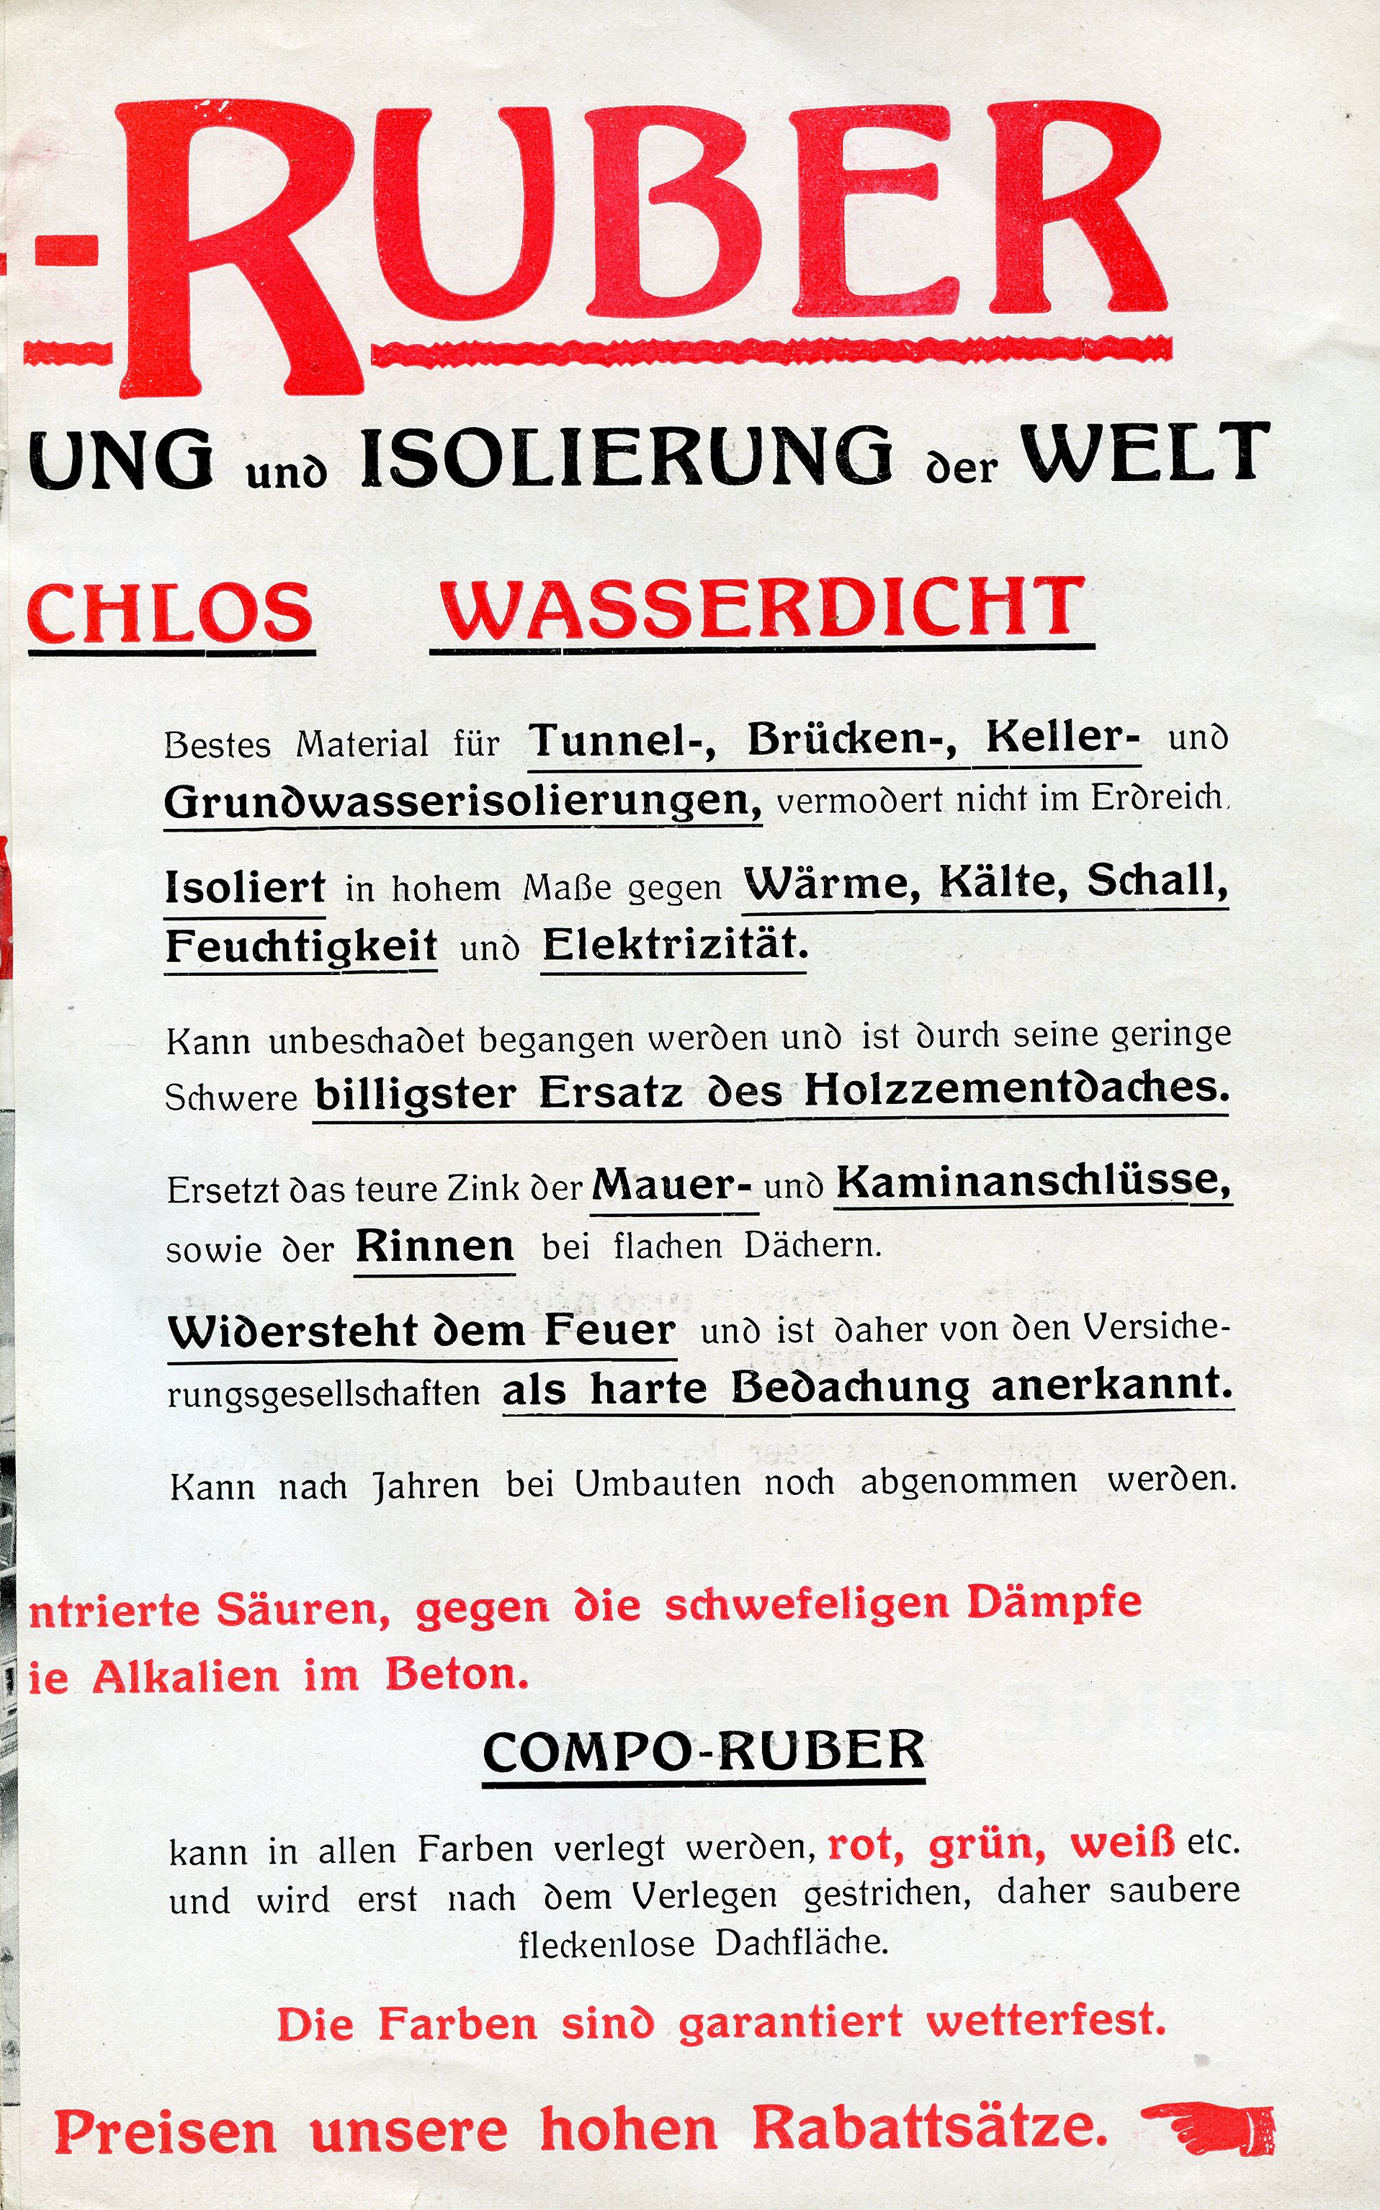 -RUBER
UNG und ISOLIERUNG der WELT
CHLOS WASSERDICHT
Bestes Material für Tunnel-, Brücken-, Keller- und
Grundwasserisolierungen, vermodert nicht im Erdreich.
Isoliert in hohem Maße gegen Wärme, Kälte, Schall,
Feuchtigkeit und Elektrizität.
Kann unbeschadet begangen werden und ist durch seine geringe
Schwere billigster Ersatz des Holzzementdaches.
Ersetzt das teure Zink der Mauer- und Kaminanschlüsse,
sowie der Rinnen bei flachen Dächern.
Widersteht dem Feuer und ist daher von den Versiche-
rungsgesellschaften als harte Bedachung anerkannt.
Kann nach Jahren bei Umbauten noch abgenommen werden.
ntrierte Säuren, gegen die schwefeligen Dämpfe
ie Alkalien im Beton.
COMPO-RUBER
kann in allen Farben verlegt werden, rot, grün, weiß etc.
und wird erst nach dem Verlegen gestrichen, daher saubere
fleckenlose Dachfläche.
Die Farben sind garantiert wetterfest.
Preisen unsere hohen Rabattsätze.